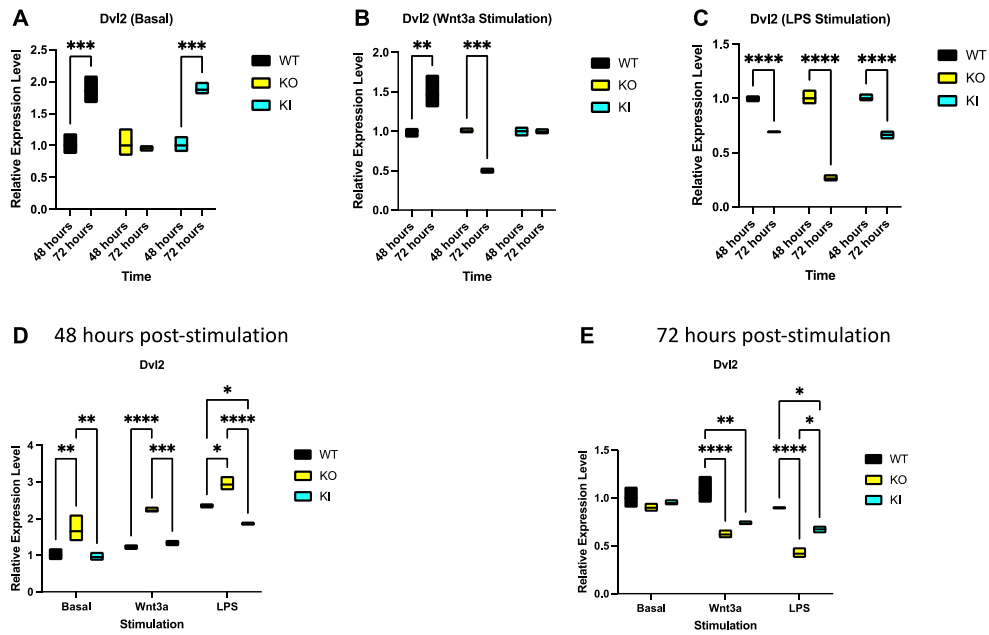 A
Dvl2 (Basal)
Relative Expression Level
2.5
2.0
1.5
1.0
0.5
0.0
***
***
48 hours
72 hours
48 hours
72 hours
48 hours
72 hours
Time
WT
KO
KI
B
Dvl2 (Wnt3a Stimulation)
Relative Expression Level
2.0
1.5
1.0
0.5
0.0
**
***
48 hours
72 hours
48 hours
72 hours
48 hours
72 hours
Time
WT
KO
KI
C
Dvl2 (LPS Stimulation)
Relative Expression Level
1.5
1.0
0.5
0.0
****
****
****
48 hours
72 hours
48 hours
72 hours
48 hours
72 hours
Time
WT
KO
KI
D 48 hours post-stimulation
Dvl2
Relative Expression Level
4
3
2
1
0
**
**
****
***
*
****
*
Basal
Wnt3a
LPS
Stimulation
WT
KO
KI
E 72 hours post-stimulation
Dvl2
Relative Expression Level
1.5
1.0
0.5
0.0
**
****
*
****
*
Basal
Wnt3a
LPS
Stimulation
WT
KO
KI